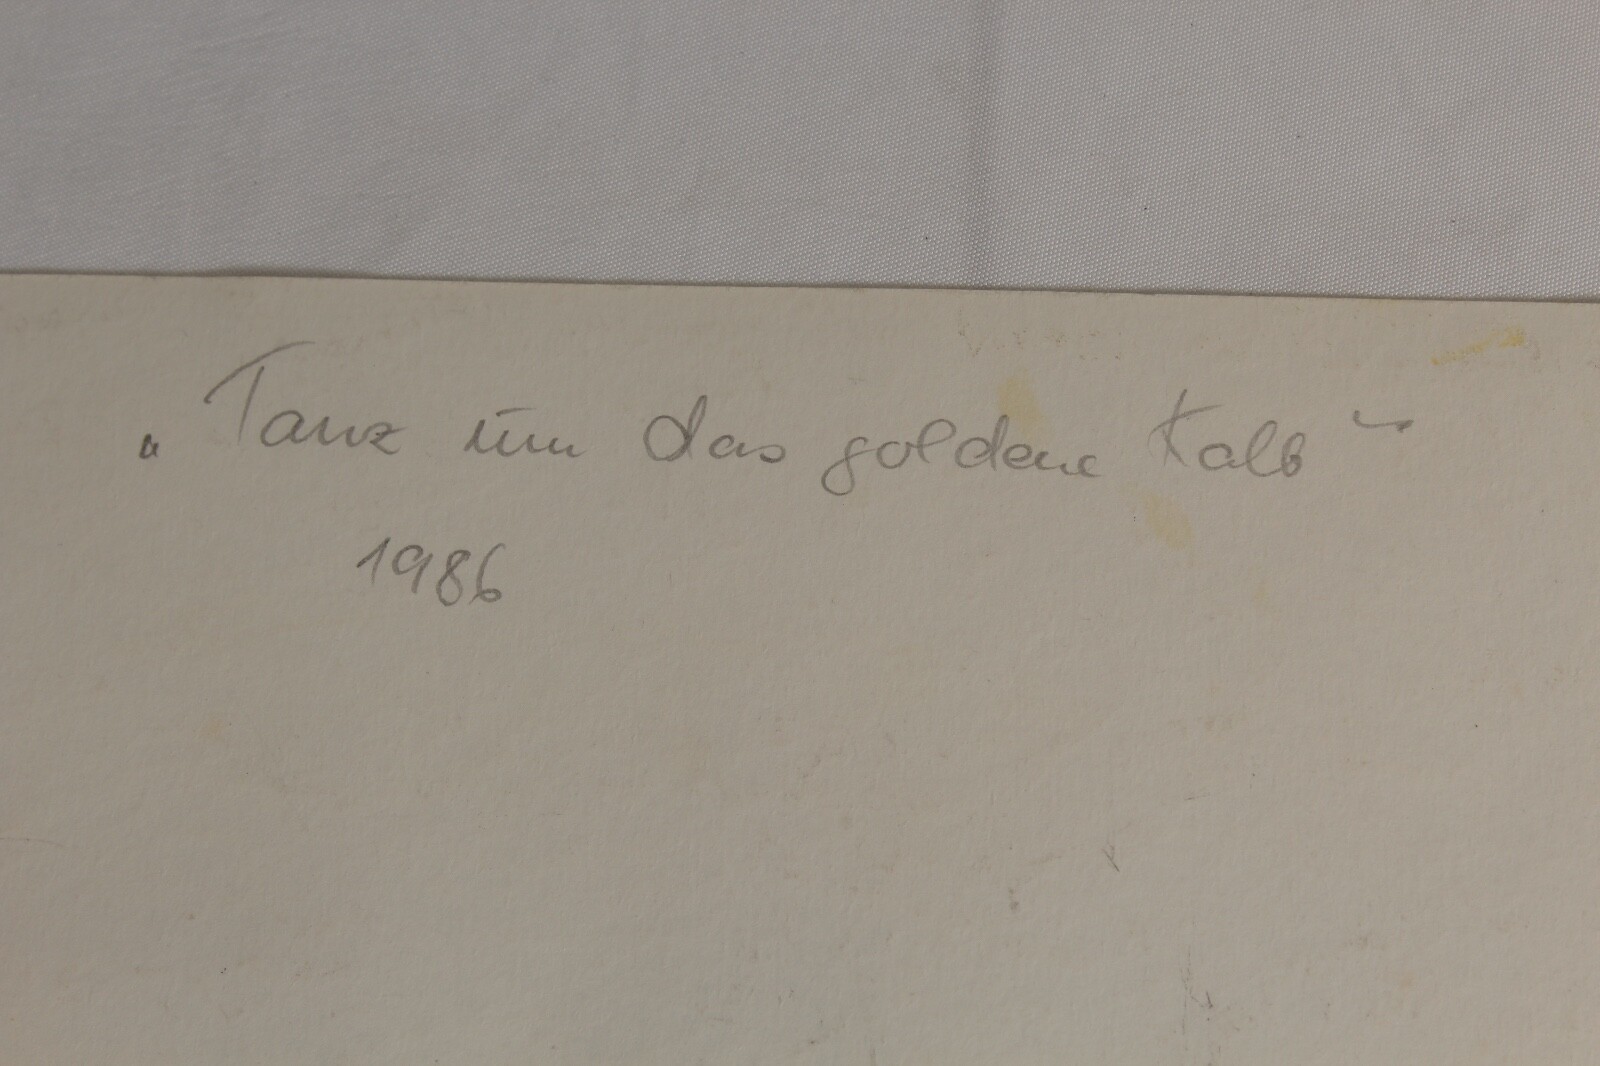 „Tanz um das goldene Kalb“
1986